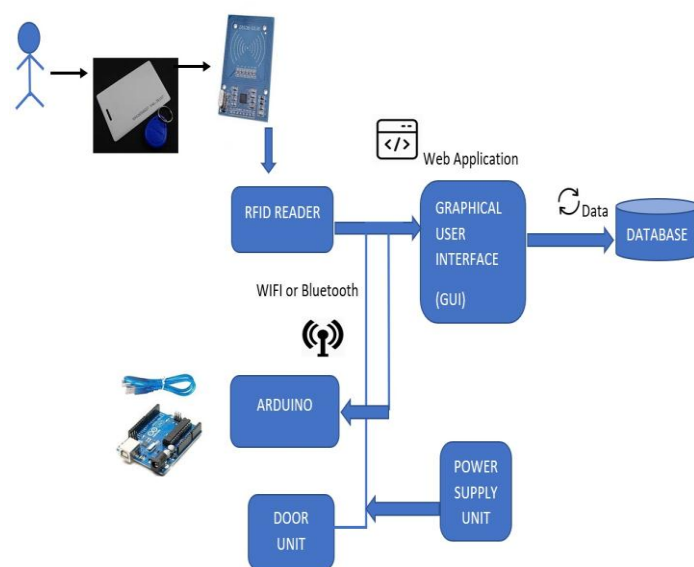 </>
Web Application
RFID READER
GRAPHICAL
USER
INTERFACE
(GUI)
Data
DATABASE
WIFI or Bluetooth
ARDUINO
POWER
SUPPLY
UNIT
DOOR
UNIT